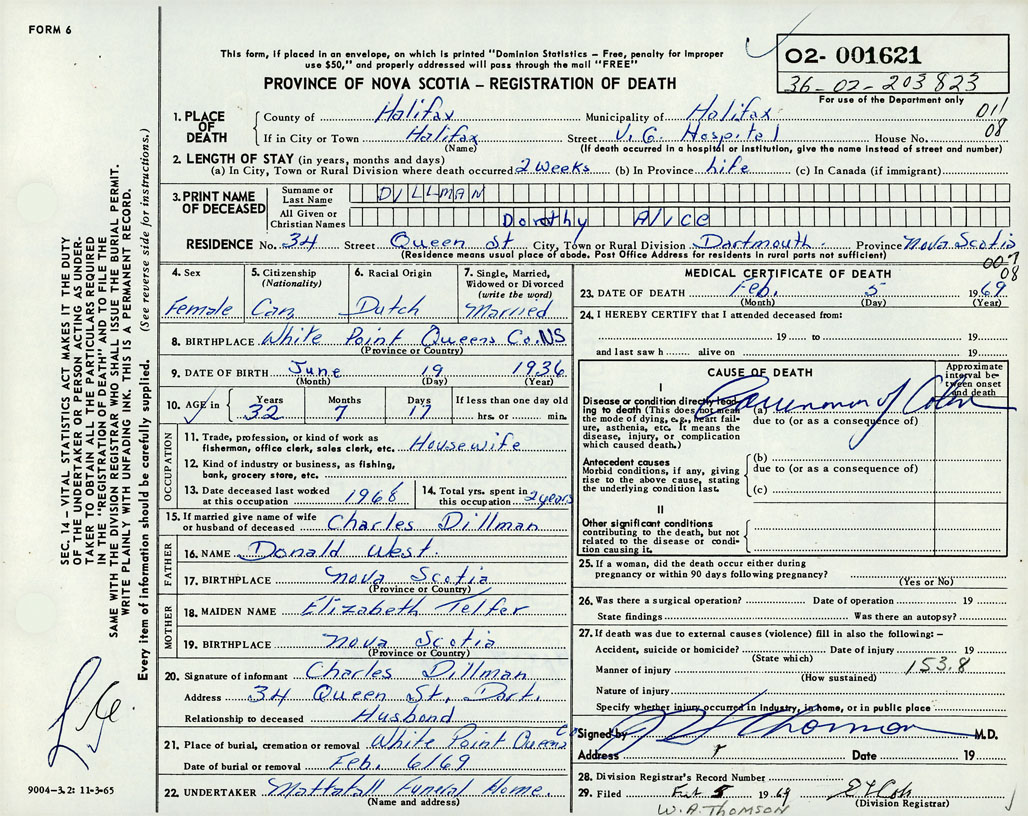 FORM 6
This form, if placed in an envelope, on which is printed "Dominion Statistics – Free, penalty for improper
use $50," and properly addressed will pass through the mail "FREE"
PROVINCE OF NOVA SCOTIA – REGISTRATION OF DEATH
02- 001621
36-02-203823
For use of the Department only
011
08
1. PLACE OF DEATH
County of Halifax Municipality of Halifax
If in City or Town Halifax Street V. G. Hospital House No.
(Name) (If death occurred in a hospital or institution, give the name instead of street and number)
2. LENGTH OF STAY (in years, months and days)
(a) In City, Town or Rural Division where death occurred 2 weeks (b) In Province Life (c) In Canada (if immigrant)
3. PRINT NAME OF DECEASED
Surname or Last Name DILLMAN
All Given or Christian Names Dorothy Alice
RESIDENCE No. 34 Street Queen St City, Town or Rural Division Dartmouth Province Nova Scotia
(Residence means usual place of abode. Post Office Address for residents in rural parts not sufficient)
007
08
4. Sex
Female
5. Citizenship
(Nationality)
Can
6. Racial Origin
Dutch
7. Single, Married,
Widowed or Divorced
(write the word)
Married
8. BIRTHPLACE White Point Queens Co. NS
(Province or Country)
9. DATE OF BIRTH June 19 1936
(Month) (Day) (Year)
10. AGE in Years Months Days If less than one day old
32 7 17 hrs. or min.
OCCUPATION
11. Trade, profession, or kind of work as
fisherman, office clerk, sales clerk, etc. Housewife
12. Kind of industry or business, as fishing,
bank, grocery store, etc.
13. Date deceased last worked
at this occupation 1968
14. Total yrs. spent in
this occupation 2 years
15. If married give name of wife
or husband of deceased Charles Dillman
FATHER
16. NAME Donald West.
17. BIRTHPLACE Nova Scotia
(Province or Country)
MOTHER
18. MAIDEN NAME Elizabeth Telfer
19. BIRTHPLACE Nova Scotia
(Province or Country)
20. Signature of informant Charles Dillman
Address 34 Queen St, Dart.
Relationship to deceased Husbond
21. Place of burial, cremation or removal White Point Queens Co
Date of burial or removal Feb. 6/69
22. UNDERTAKER Mattatall Funeral Home.
(Name and address)
MEDICAL CERTIFICATE OF DEATH
23. DATE OF DEATH Feb. 5 1969
(Month) (Day) (Year)
24. I HEREBY CERTIFY that I attended deceased from:
19 to 19
and last saw h alive on 19
CAUSE OF DEATH
Approximate
interval be-
tween onset
and death
I
Disease or condition directly lead-
ing to death (This does not mean
the mode of dying, e.g., heart fail-
ure, asthenia, etc. It means the
disease, injury, or complication
which caused death.)
(a) Carcinoma of Colon
due to (or as a consequence of)
Antecedent causes
Morbid conditions, if any, giving
rise to the above cause, stating
the underlying condition last.
(b)
due to (or as a consequence of)
(c)
II
Other significant conditions
contributing to the death, but not
related to the disease or condi-
tion causing it.
25. If a woman, did the death occur either during
pregnancy or within 90 days following pregnancy?
(Yes or No)
26. Was there a surgical operation? Date of operation 19
State findings Was there an autopsy?
27. If death was due to external causes (violence) fill in also the following: –
Accident, suicide or homicide? Date of injury 19
(State which)
Manner of injury 153.8
(How sustained)
Nature of injury
Specify whether injury occurred in industry, in home, or in public place
Signed by Thomson M.D.
Address Date 19
28. Division Registrar's Record Number
29. Filed 1969
(Division Registrar)
W. A. THOMSON
SEC. 14 – VITAL STATISTICS ACT MAKES IT THE DUTY
OF THE UNDERTAKER OR PERSON ACTING AS UNDER-
TAKER TO OBTAIN ALL THE PARTICULARS REQUIRED
IN THE "REGISTRATION OF DEATH" AND TO FILE THE
SAME WITH THE DIVISION REGISTRAR WHO SHALL ISSUE THE BURIAL PERMIT.
WRITE PLAINLY WITH UNFADING INK. THIS IS A PERMANENT RECORD.
Every item of information should be carefully supplied. (See reverse side for instructions.)
9004-3.2: 11-3-65